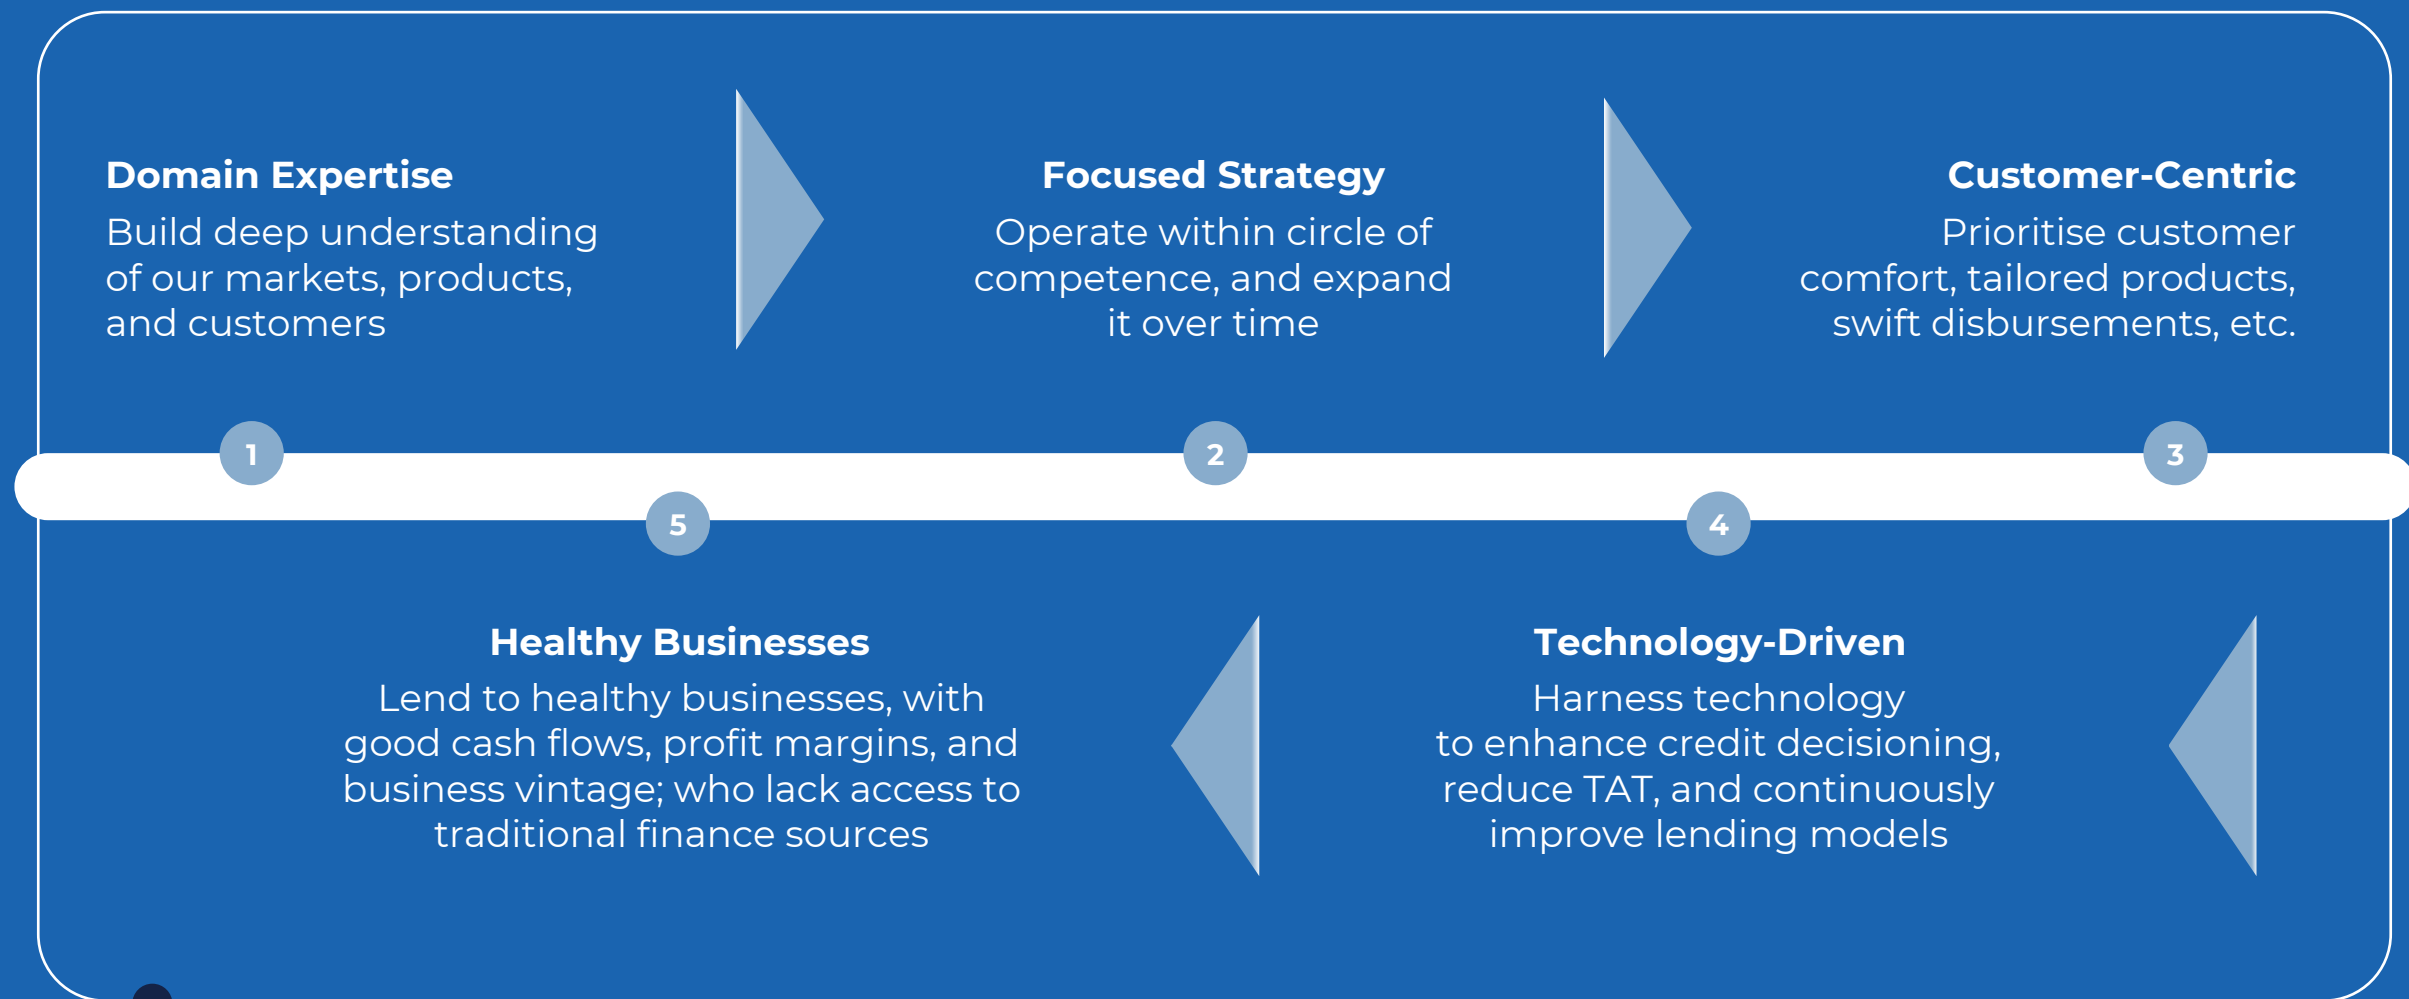 Domain Expertise
Build deep understanding
of our markets, products,
and customers
Focused Strategy
Operate within circle of
competence, and expand
it over time
Customer-Centric
Prioritise customer
comfort, tailored products,
swift disbursements, etc.
1
2
3
4
5
Technology-Driven
Harness technology
to enhance credit decisioning,
reduce TAT, and continuously
improve lending models
Healthy Businesses
Lend to healthy businesses, with
good cash flows, profit margins, and
business vintage; who lack access to
traditional finance sources